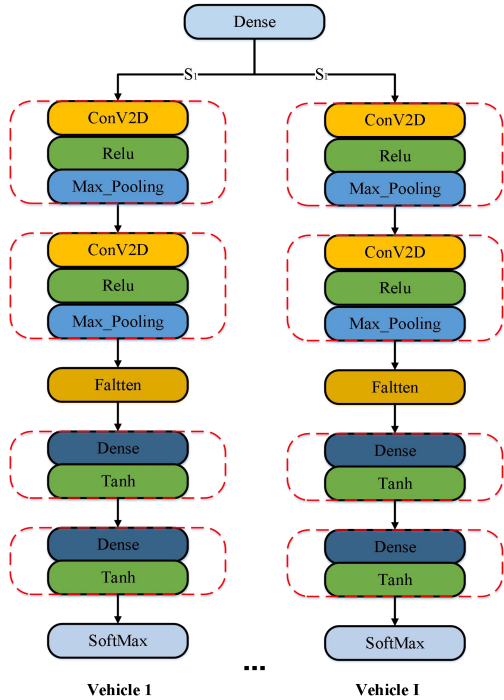 Dense
S1
Si
ConV2D
Relu
Max_Pooling
ConV2D
Relu
Max_Pooling
Faltten
Dense
Tanh
Dense
Tanh
SoftMax
Vehicle 1
...
ConV2D
Relu
Max_Pooling
ConV2D
Relu
Max_Pooling
Faltten
Dense
Tanh
Dense
Tanh
SoftMax
Vehicle I